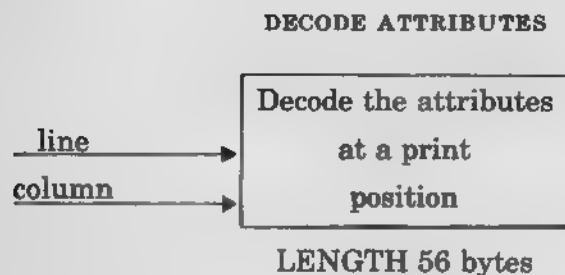 DECODE ATTRIBUTES
Decode the attributes
line
at a print
column
position
LENGTH 56 bytes